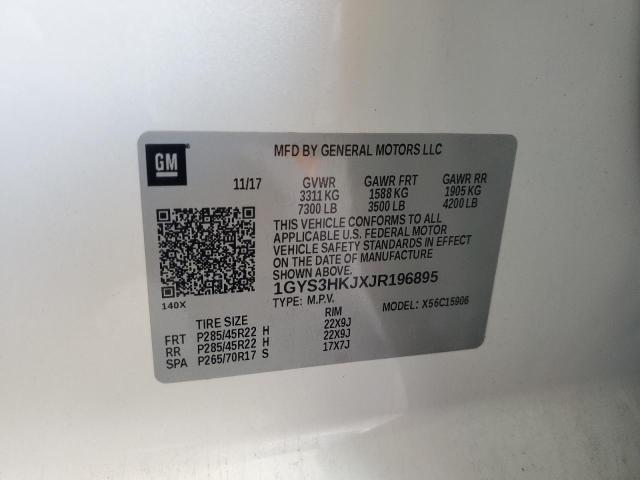 GM
MFD BY GENERAL MOTORS LLC
11/17 GVWR GAWR FRT GAWR RR
3311 KG 1588 KG 1905 KG
7300 LB 3500 LB 4200 LB
THIS VEHICLE CONFORMS TO ALL
APPLICABLE U.S. FEDERAL MOTOR
VEHICLE SAFETY STANDARDS IN EFFECT
ON THE DATE OF MANUFACTURE
SHOWN ABOVE.
1GYS3HKJXJR196895
140X
TYPE: M.P.V. MODEL: X56C15906
TIRE SIZE RIM
FRT P285/45R22 H 22X9J
RR P285/45R22 H 22X9J
SPA P265/70R17 S 17X7J